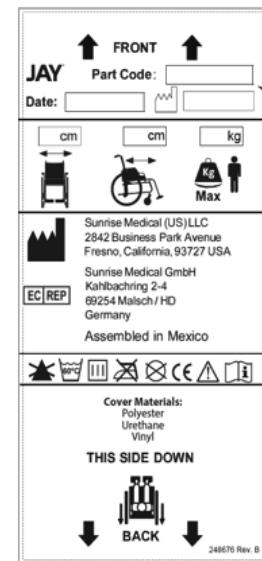 FRONT
JAY
Part Code:
Date:
cm
cm
kg
Kg
Max
Sunrise Medical (US)LLC
2842 Business Park Avenue
Fresno, California, 93727 USA
Sunrise Medical GmbH
Kahlbachring 2-4
69254 Malsch / HD
Germany
EC REP
Assembled in Mexico
60°C
CE
i
Cover Materials:
Polyester
Urethane
Vinyl
THIS SIDE DOWN
BACK
248676 Rev. B